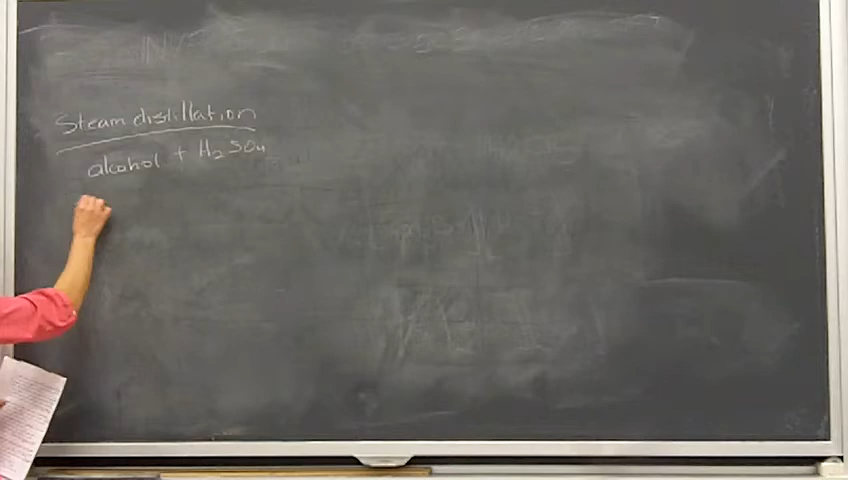 Steam distillation
alcohol + H₂SO₄